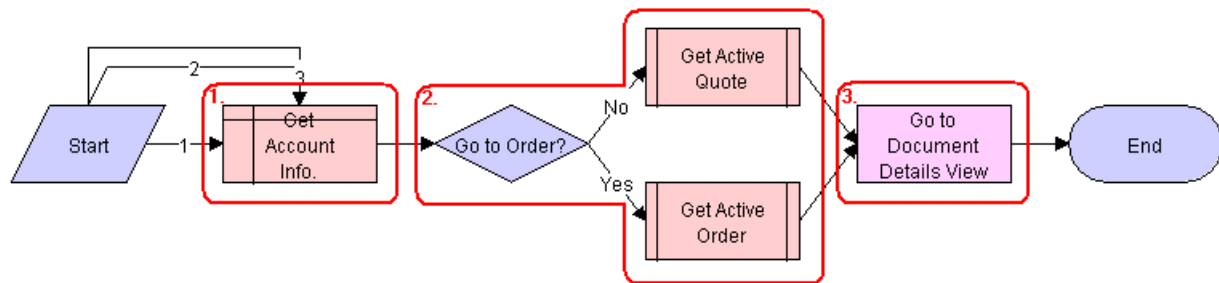 2
3
1.
2.
3.
Start
1
Get
Account
Info.
Go to Order?
No
Yes
Get Active
Quote
Get Active
Order
Go to
Document
Details View
End